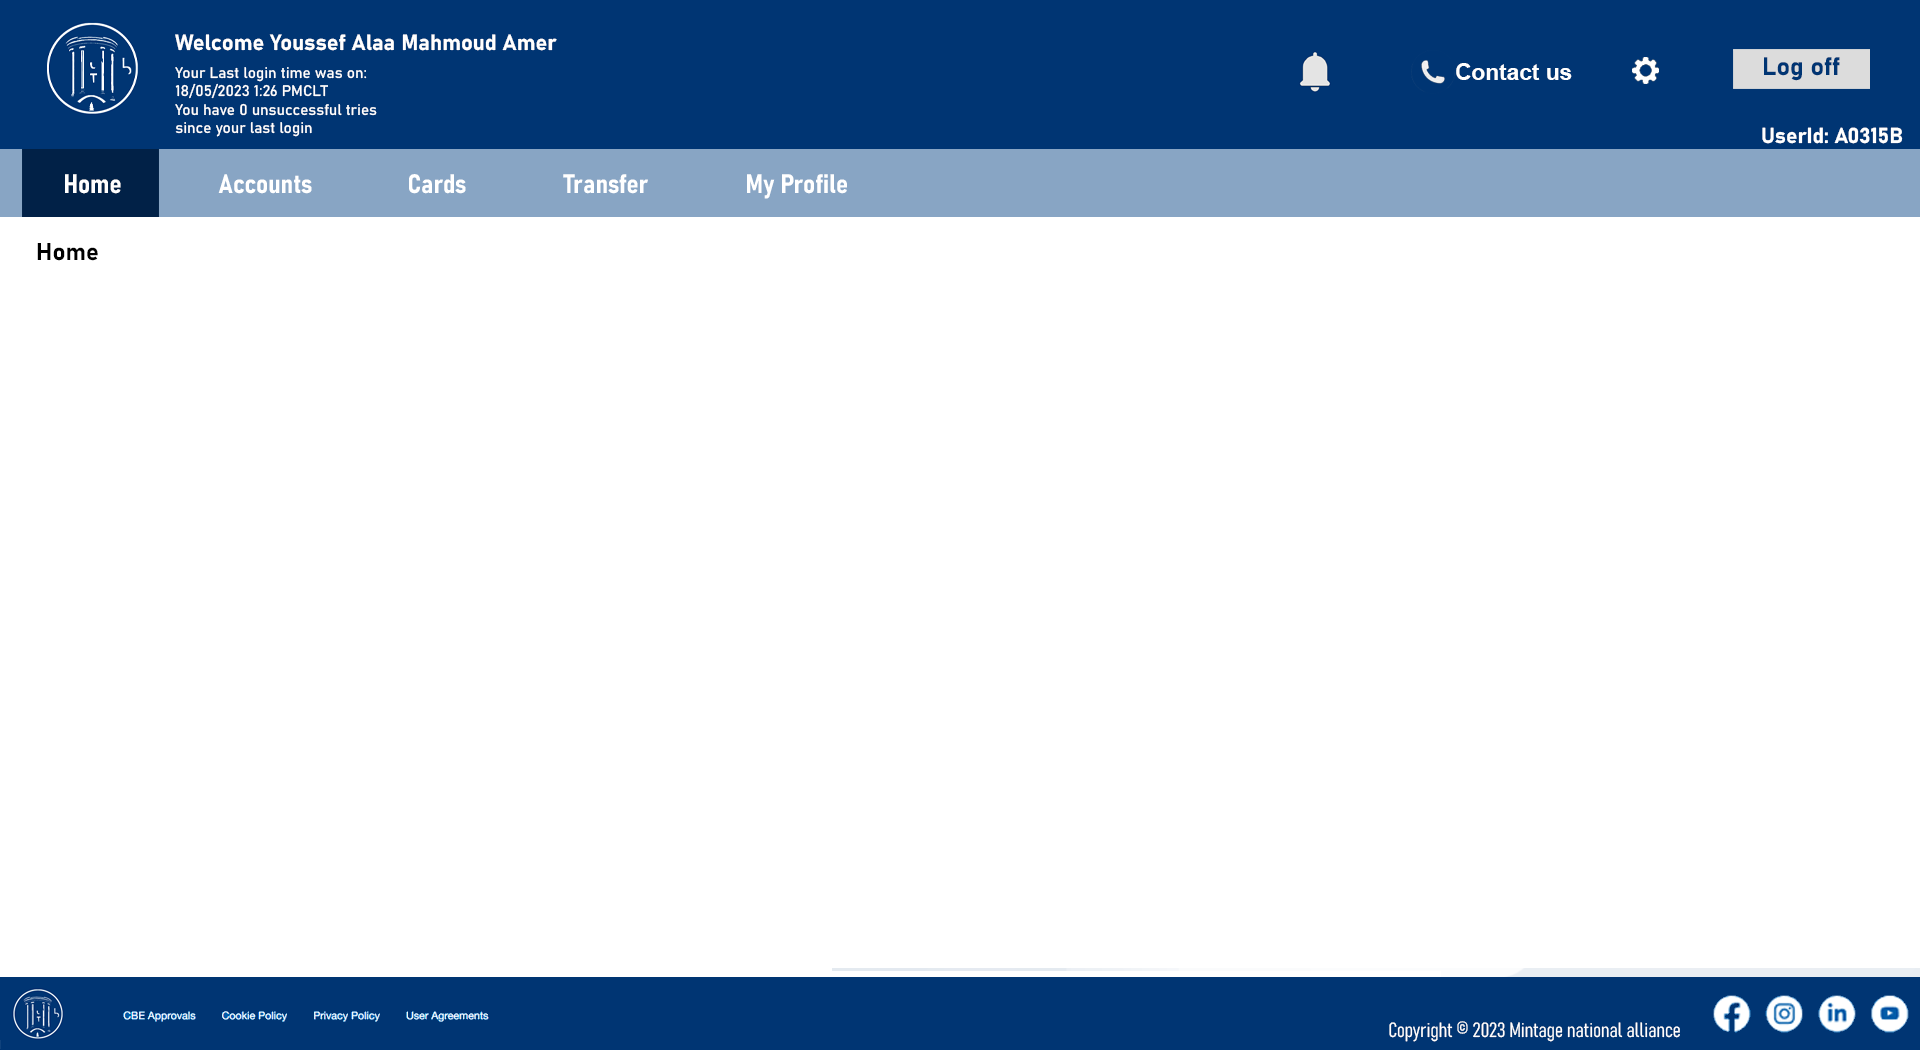 Welcome Youssef Alaa Mahmoud Amer
Your Last login time was on:
18/05/2023 1:26 PMCLT
You have 0 unsuccessful tries
since your last login
Contact us
Log off
UserId: A0315B
Home
Accounts
Cards
Transfer
My Profile
Home
CBE Approvals
Cookie Policy
Privacy Policy
User Agreements
Copyright © 2023 Mintage national alliance